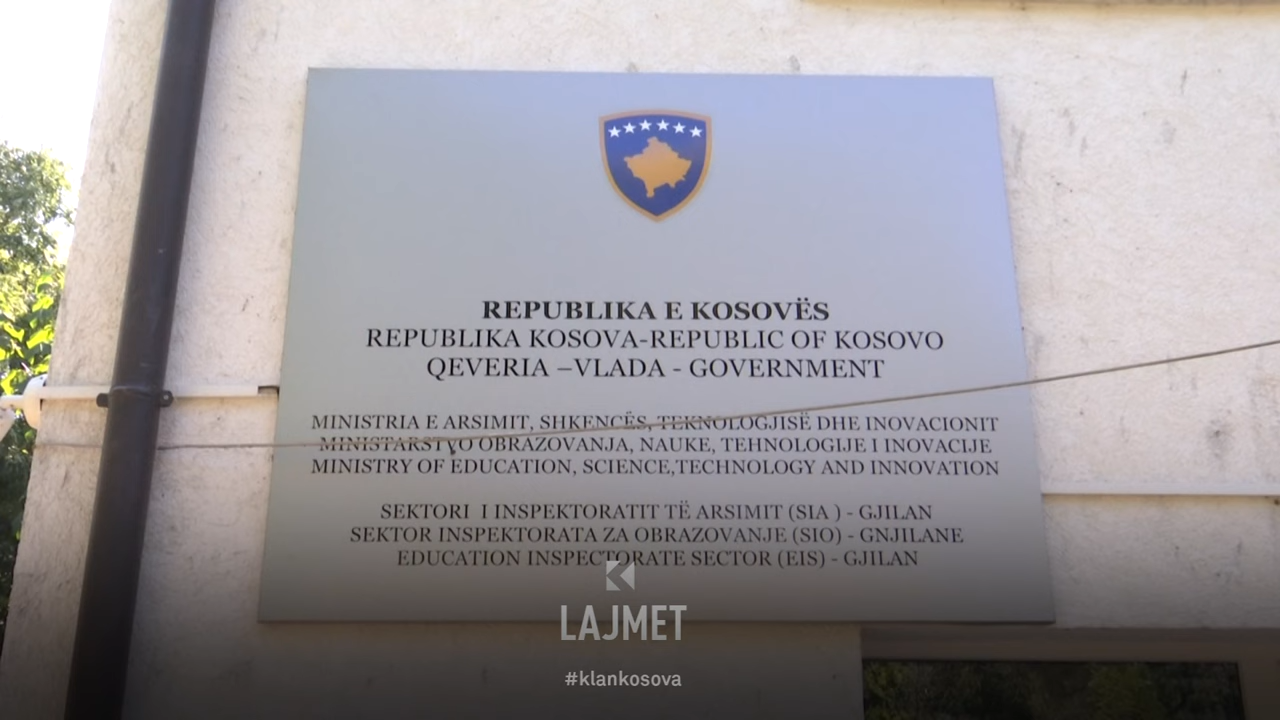 REPUBLIKA E KOSOVËS
REPUBLIKA KOSOVA-REPUBLIC OF KOSOVO
QEVERIA –VLADA - GOVERNMENT
MINISTRIA E ARSIMIT, SHKENCËS, TEKNOLOGJISË DHE INOVACIONIT
MINISTARSTVO OBRAZOVANJA, NAUKE, TEHNOLOGIJE I INOVACIJE
MINISTRY OF EDUCATION, SCIENCE,TECHNOLOGY AND INNOVATION
SEKTORI I INSPEKTORATIT TË ARSIMIT (SIA ) - GJILAN
SEKTOR INSPEKTORATA ZA OBRAZOVANJE (SIO) - GNJILANE
EDUCATION INSPECTORATE SECTOR (EIS) - GJILAN
LAJMET
#klankosova